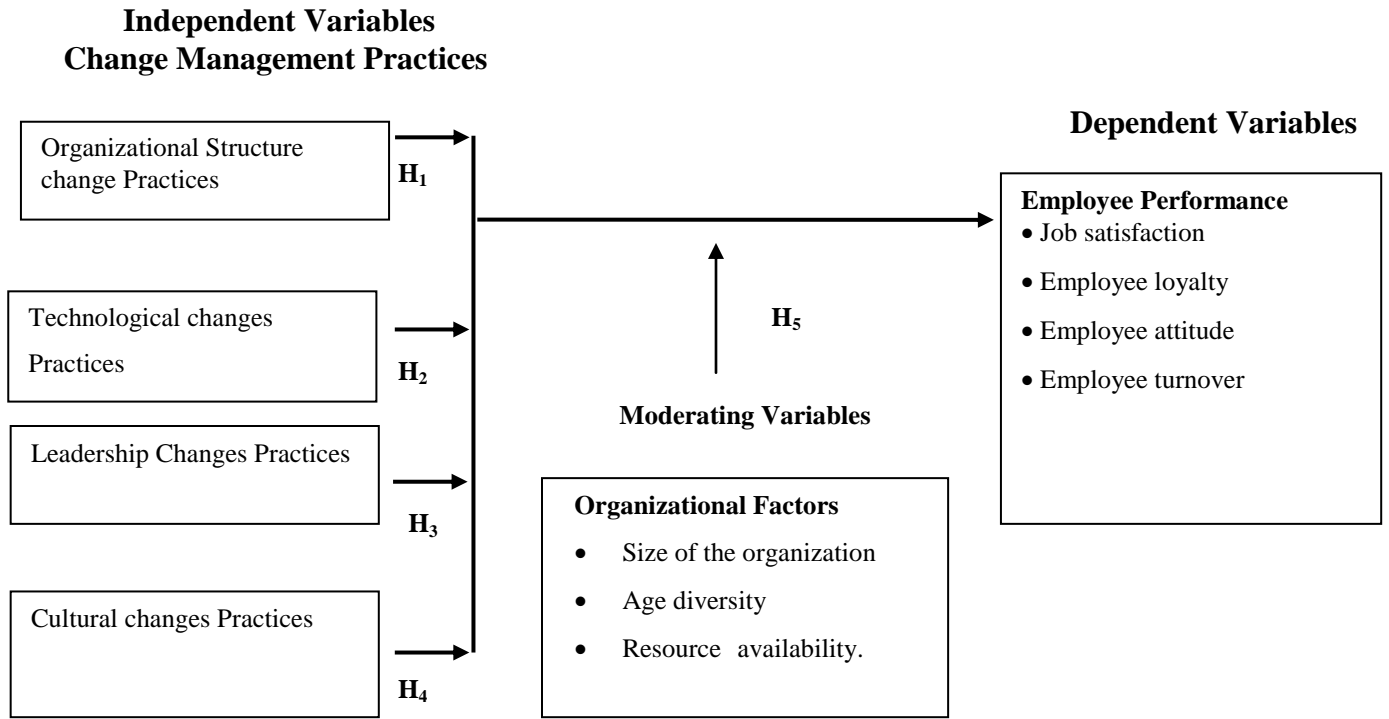 Independent Variables
Change Management Practices
Organizational Structure
change Practices
H1
Technological changes
Practices
H2
Leadership Changes Practices
H3
Cultural changes Practices
H4
H5
Moderating Variables
Organizational Factors
• Size of the organization
• Age diversity
• Resource availability.
Dependent Variables
Employee Performance
• Job satisfaction
• Employee loyalty
• Employee attitude
• Employee turnover